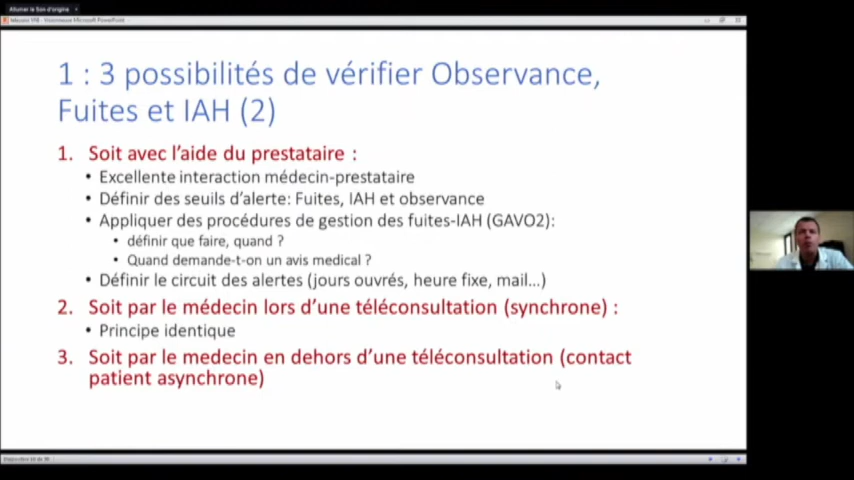 Allumer le Son d'origine
1 : 3 possibilités de vérifier Observance,
Fuites et IAH (2)
1. Soit avec l'aide du prestataire :
• Excellente interaction médecin-prestataire
• Définir des seuils d'alerte: Fuites, IAH et observance
• Appliquer des procédures de gestion des fuites-IAH (GAVO2):
• définir que faire, quand ?
• Quand demande-t-on un avis medical ?
• Définir le circuit des alertes (jours ouvrés, heure fixe, mail...)
2. Soit par le médecin lors d'une téléconsultation (synchrone) :
• Principe identique
3. Soit par le medecin en dehors d'une téléconsultation (contact
patient asynchrone)